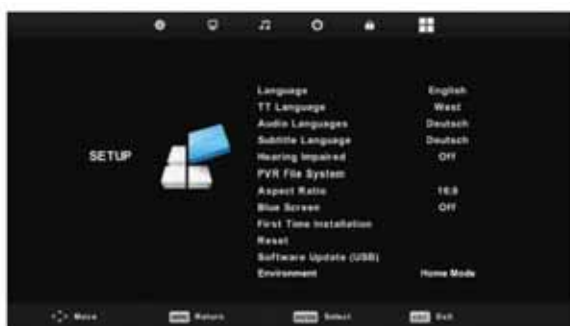 SETUP
Language English
TT Language West
Audio Languages Deutsch
Subtitle Language Deutsch
Hearing Impaired Off
PVR File System
Aspect Ratio 16:9
Blue Screen Off
First Time Installation
Reset
Software Update (USB)
Environment Home Mode
Move Return Select Exit